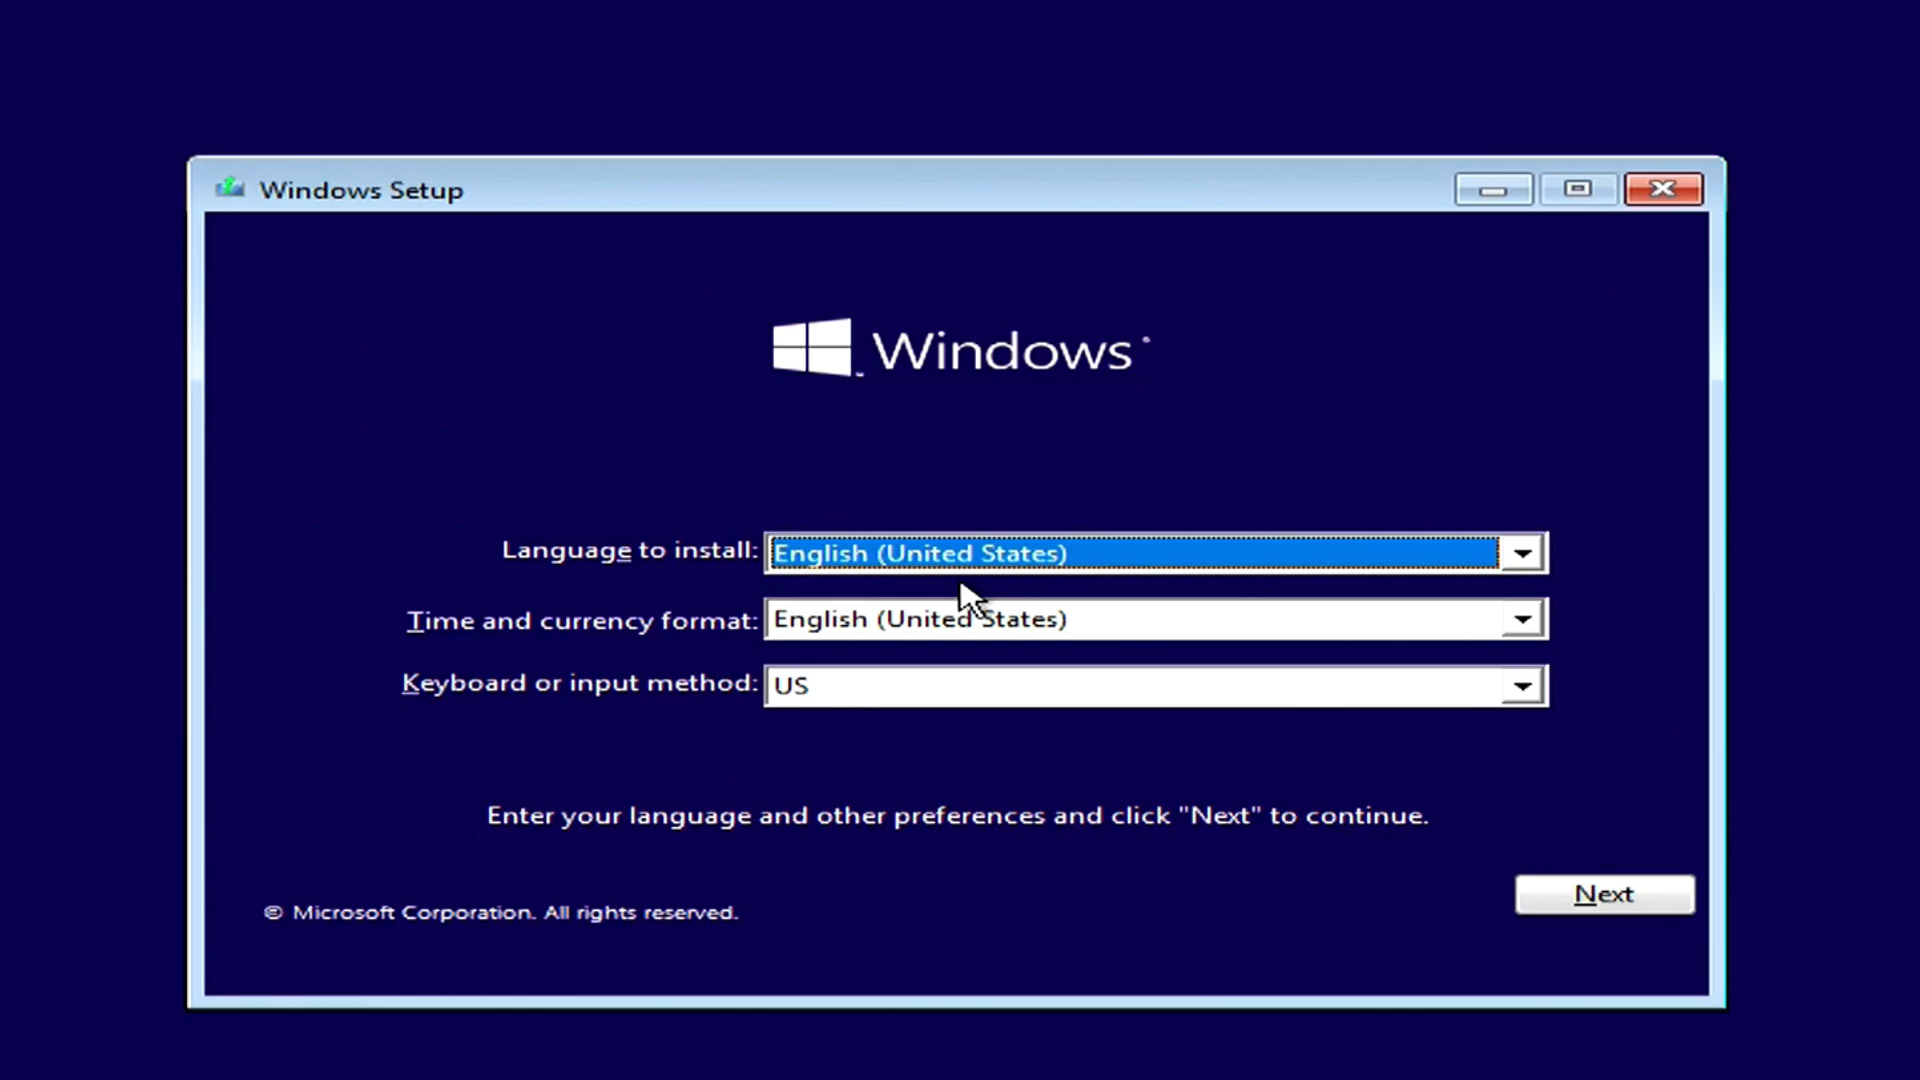 Windows Setup
Windows
Language to install: English (United States)
Time and currency format: English (United States)
Keyboard or input method: US
Enter your language and other preferences and click "Next" to continue.
Next
© Microsoft Corporation. All rights reserved.